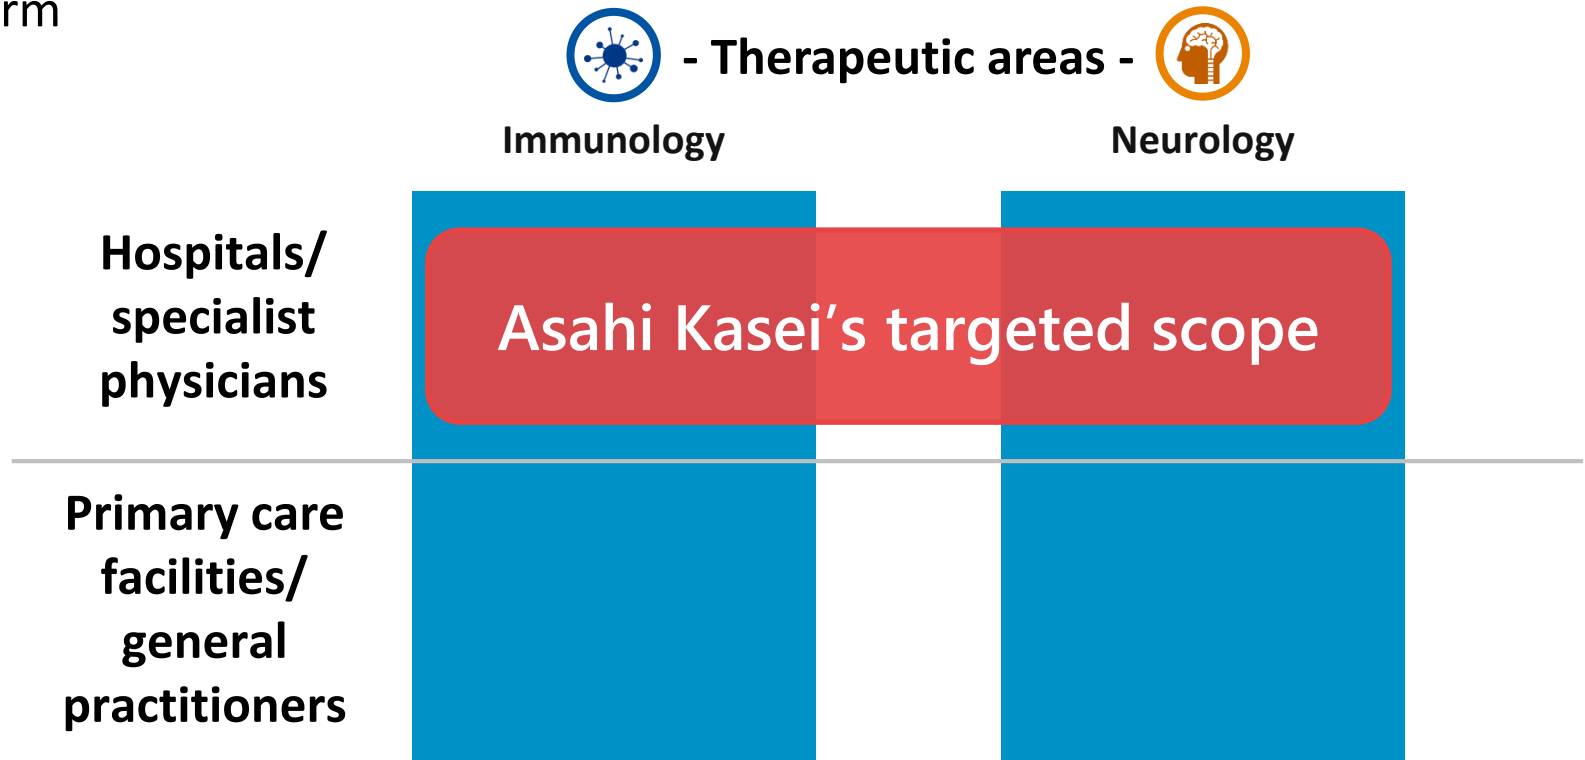 rm
- Therapeutic areas -
Immunology
Neurology
Hospitals/
specialist
physicians
Asahi Kasei’s targeted scope
Primary care
facilities/
general
practitioners